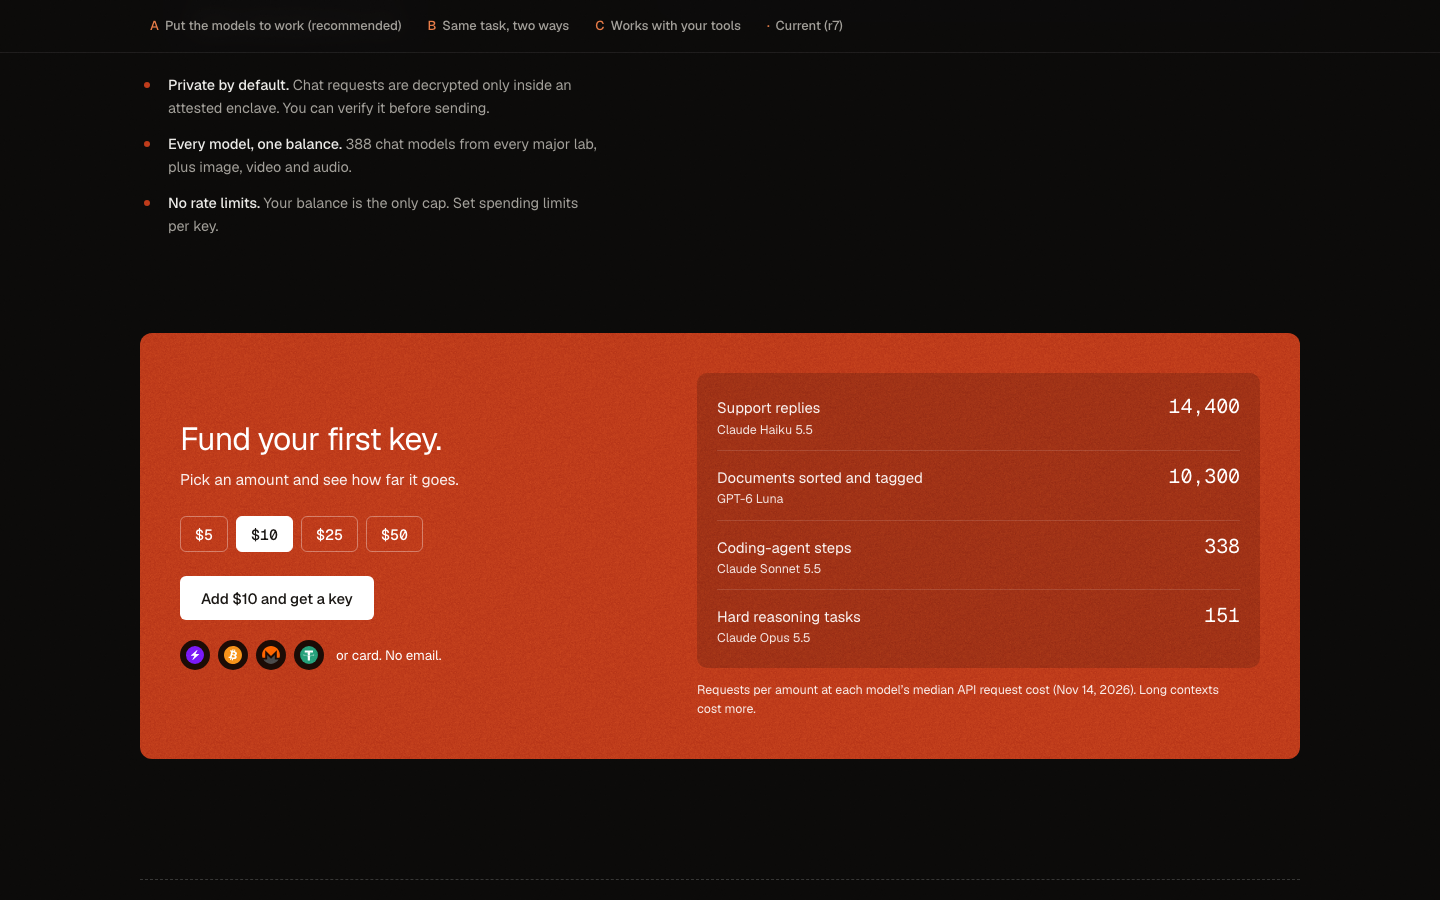 A Put the models to work (recommended) B Same task, two ways C Works with your tools · Current (r7)
Private by default. Chat requests are decrypted only inside an
attested enclave. You can verify it before sending.
Every model, one balance. 388 chat models from every major lab,
plus image, video and audio.
No rate limits. Your balance is the only cap. Set spending limits
per key.
Fund your first key.
Pick an amount and see how far it goes.
$5 $10 $25 $50
Add $10 and get a key
or card. No email.
Support replies 14,400
Claude Haiku 5.5
Documents sorted and tagged 10,300
GPT-6 Luna
Coding-agent steps 338
Claude Sonnet 5.5
Hard reasoning tasks 151
Claude Opus 5.5
Requests per amount at each model's median API request cost (Nov 14, 2026). Long contexts
cost more.